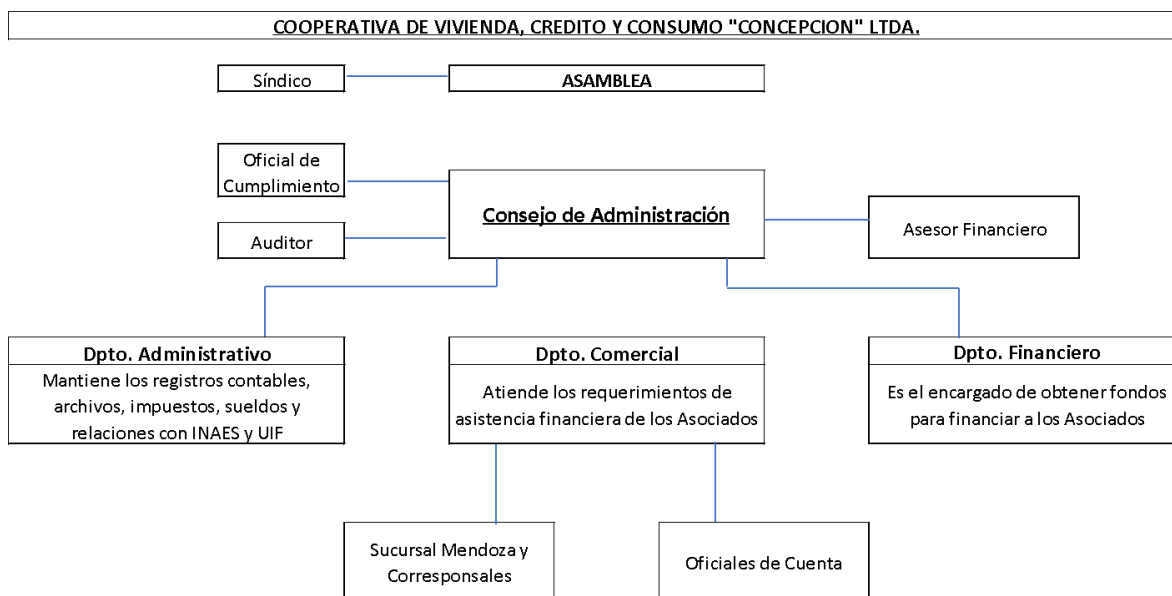 COOPERATIVA DE VIVIENDA, CREDITO Y CONSUMO "CONCEPCION" LTDA.
Síndico
ASAMBLEA
Oficial de
Cumplimiento
Consejo de Administración
Auditor
Asesor Financiero
Dpto. Administrativo
Mantiene los registros contables,
archivos, impuestos, sueldos y
relaciones con INAES y UIF
Dpto. Comercial
Atiende los requerimientos de
asistencia financiera de los Asociados
Dpto. Financiero
Es el encargado de obtener fondos
para financiar a los Asociados
Sucursal Mendoza y
Corresponsales
Oficiales de Cuenta